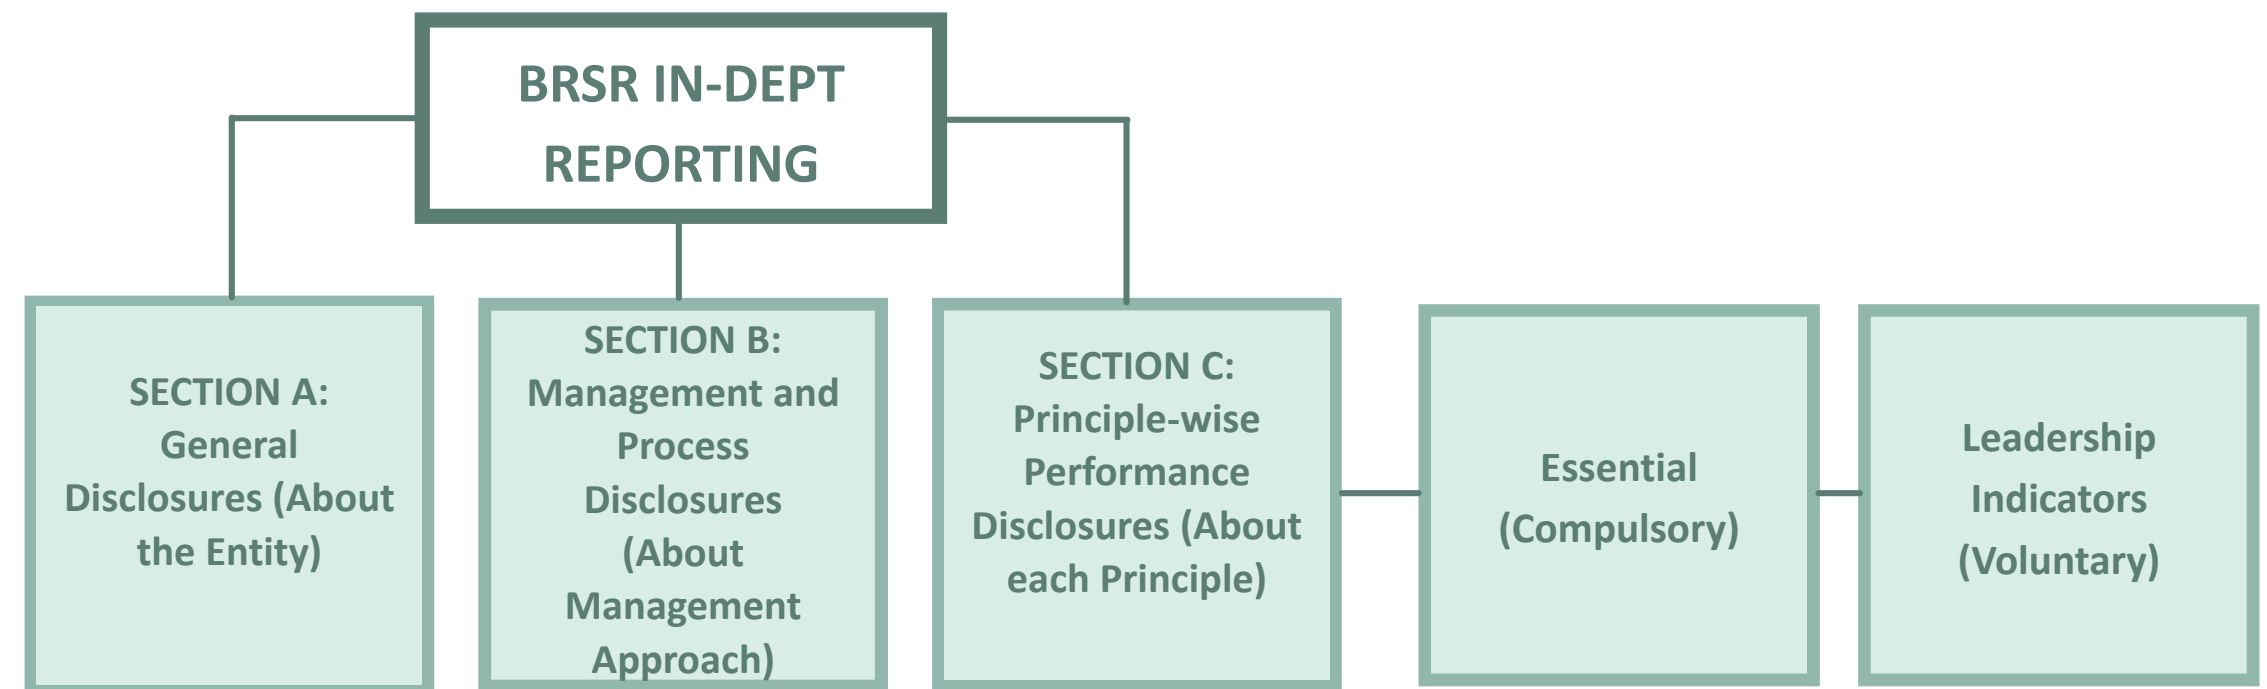 BRSR IN-DEPT
REPORTING
SECTION A:
General
Disclosures (About
the Entity)
SECTION B:
Management and
Process
Disclosures
(About
Management
Approach)
SECTION C:
Principle-wise
Performance
Disclosures (About
each Principle)
Essential
(Compulsory)
Leadership
Indicators
(Voluntary)